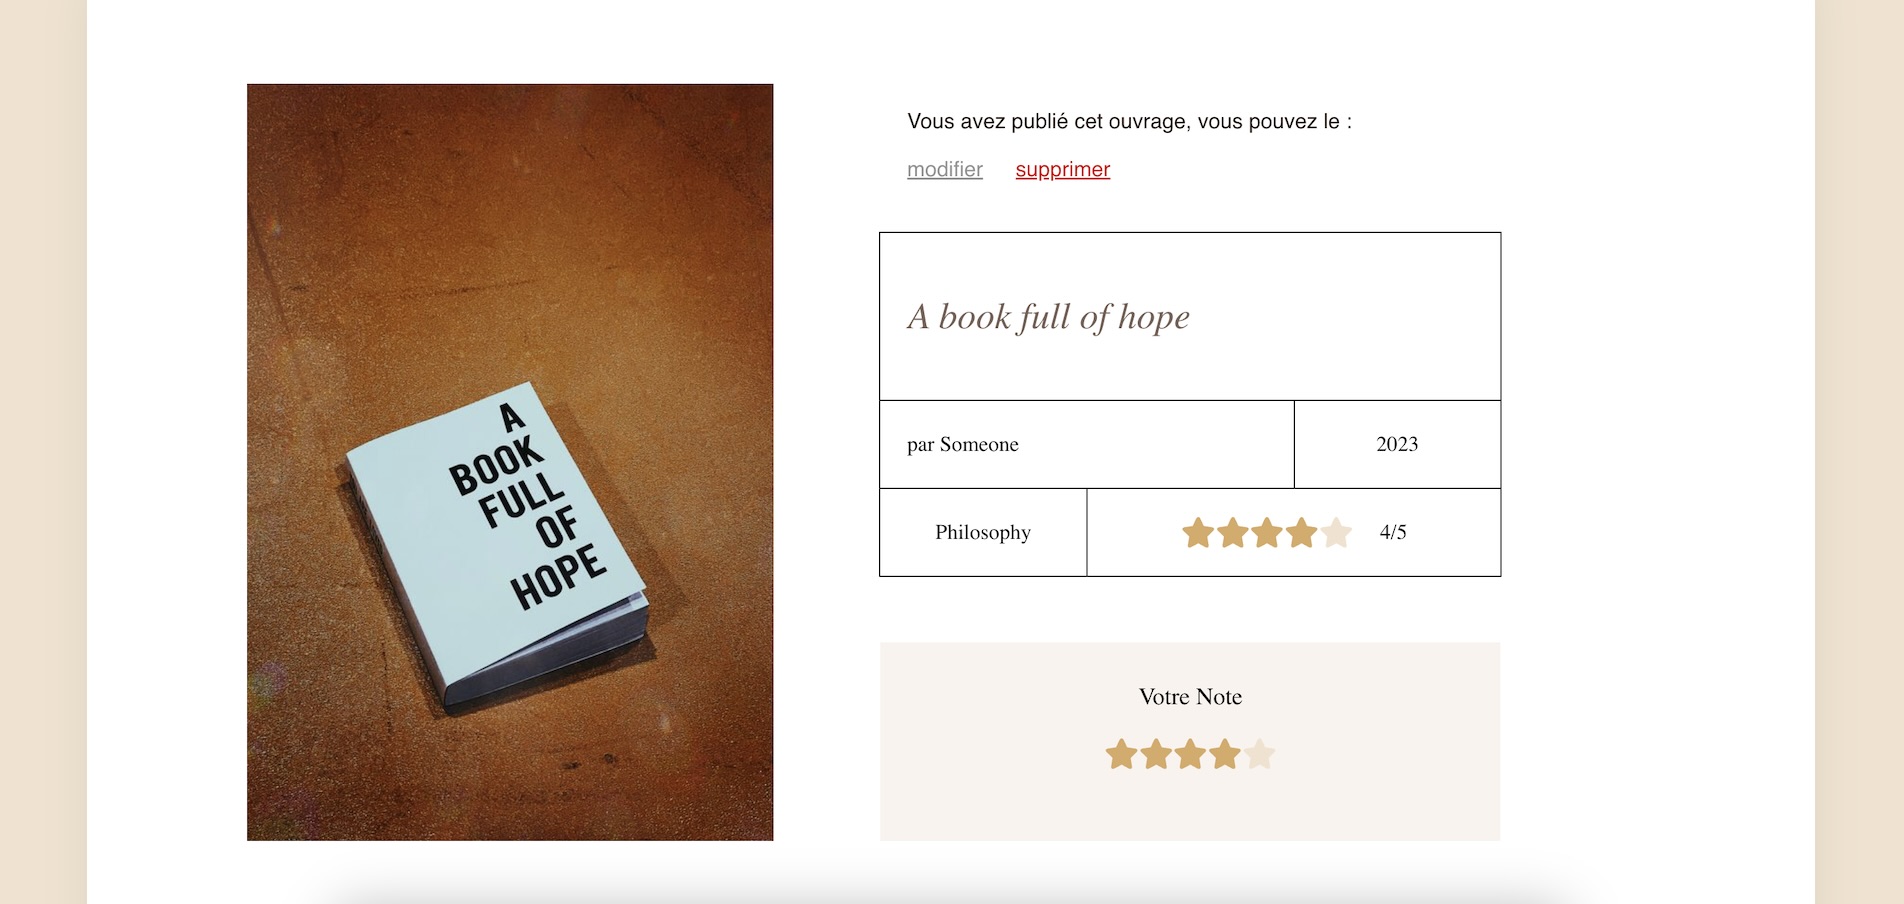 A
BOOK
FULL
OF
HOPE
Vous avez publié cet ouvrage, vous pouvez le :
modifier supprimer
A book full of hope
par Someone 2023
Philosophy 4/5
Votre Note